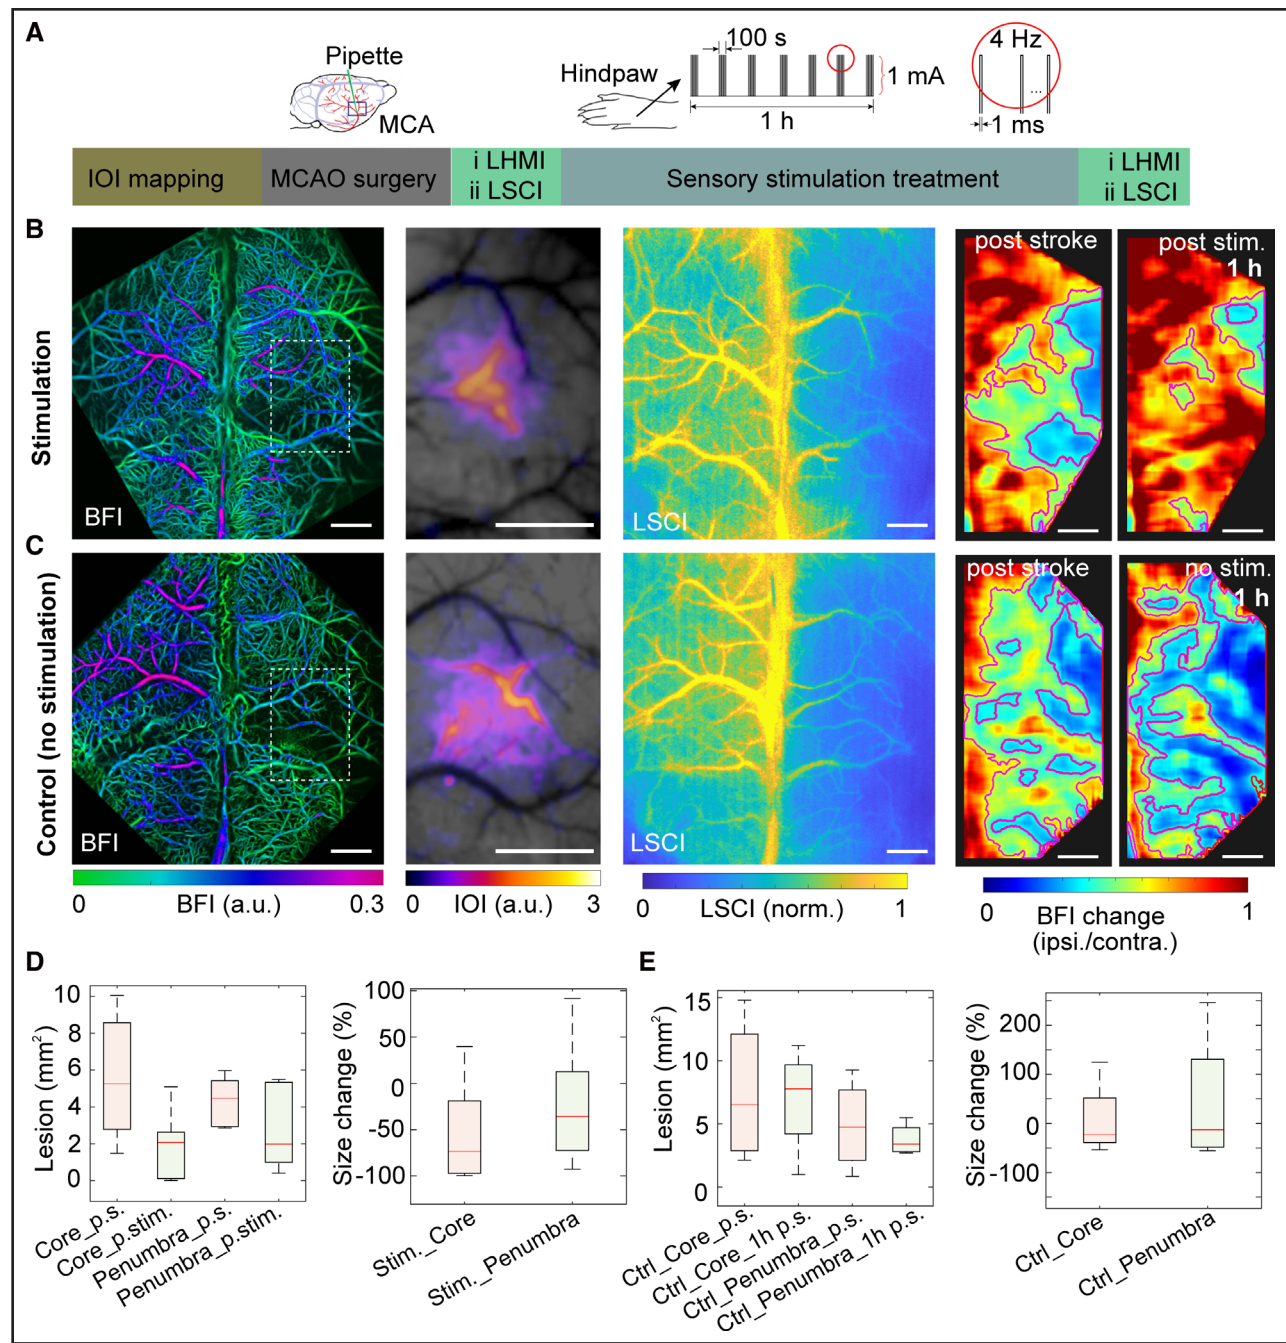 A
Pipette
MCA
Hindpaw
100 s
1 mA
1 h
4 Hz
...
1 ms
IOI mapping
MCAO surgery
i LHMI
ii LSCI
Sensory stimulation treatment
i LHMI
ii LSCI
B
Stimulation
BFI
LSCI
post stroke
post stim.
1 h
C
Control (no stimulation)
BFI
LSCI
post stroke
no stim.
1 h
0 BFI (a.u.) 0.3
0 IOI (a.u.) 3
0 LSCI (norm.) 1
0 BFI change 1
(ipsi./contra.)
D
Lesion (mm²)
10
8
6
4
2
0
Core_p.s.
Core_p.stim.
Penumbra_p.s.
Penumbra_p.stim.
Size change (%)
100
50
0
-50
-100
Stim._Core
Stim._Penumbra
E
Lesion (mm²)
15
10
5
0
Ctrl_Core_p.s.
Ctrl_Core_1h p.s.
Ctrl_Penumbra_p.s.
Ctrl_Penumbra_1h p.s.
Size change (%)
200
100
0
-100
Ctrl_Core
Ctrl_Penumbra